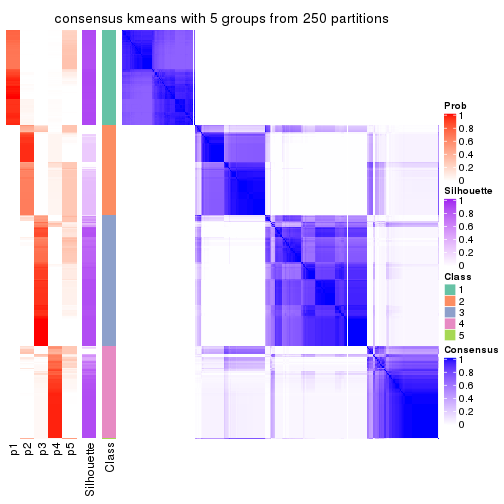 consensus kmeans with 5 groups from 250 partitions
p1
p2
p3
p4
p5
Silhouette
Class
Prob
1
0.8
0.6
0.4
0.2
0
Silhouette
1
0.8
0.6
0.4
0.2
0
Class
1
2
3
4
5
Consensus
1
0.8
0.6
0.4
0.2
0